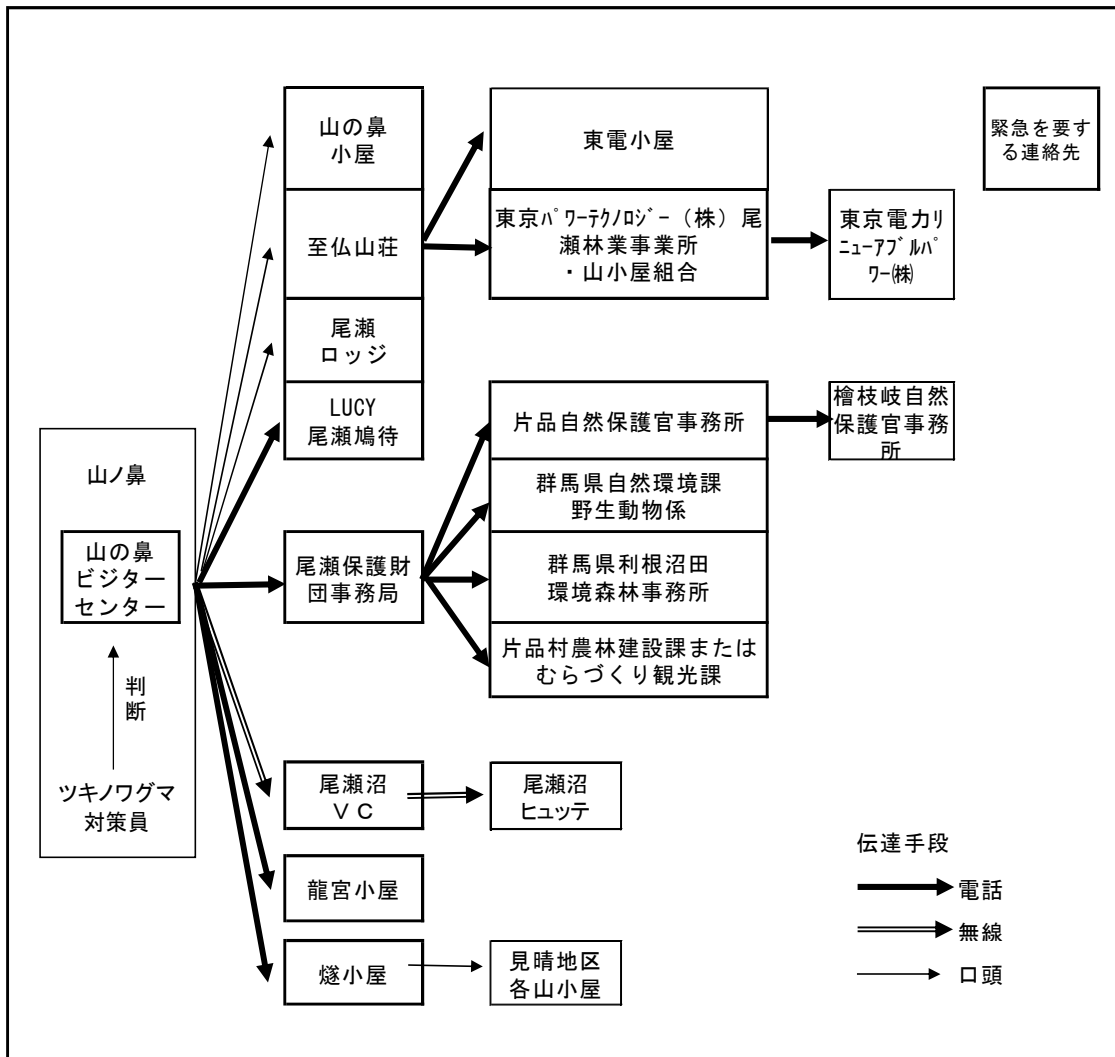 山の鼻
小屋
至仏山荘
尾瀬
ロッジ
LUCY
尾瀬鳩待
東電小屋
東京ﾊﾟﾜｰﾃｸﾉﾛｼﾞｰ（株）尾
瀬林業事業所
・山小屋組合
東京電力ﾘ
ﾆｭｰｱﾌﾞﾙﾊﾟ
ﾜｰ㈱
緊急を要す
る連絡先
片品自然保護官事務所
檜枝岐自然
保護官事務
所
群馬県自然環境課
野生動物係
群馬県利根沼田
環境森林事務所
片品村農林建設課または
むらづくり観光課
尾瀬保護財
団事務局
山ノ鼻
山の鼻
ビジター
センター
判
断
ツキノワグマ
対策員
尾瀬沼
ＶＣ
尾瀬沼
ヒュッテ
龍宮小屋
燧小屋
見晴地区
各山小屋
伝達手段
電話
無線
口頭